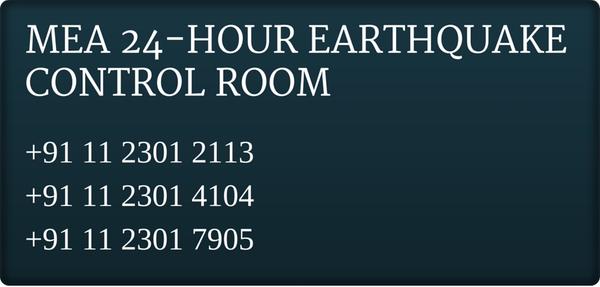 MEA 24-HOUR EARTHQUAKE
CONTROL ROOM
+91 11 2301 2113
+91 11 2301 4104
+91 11 2301 7905